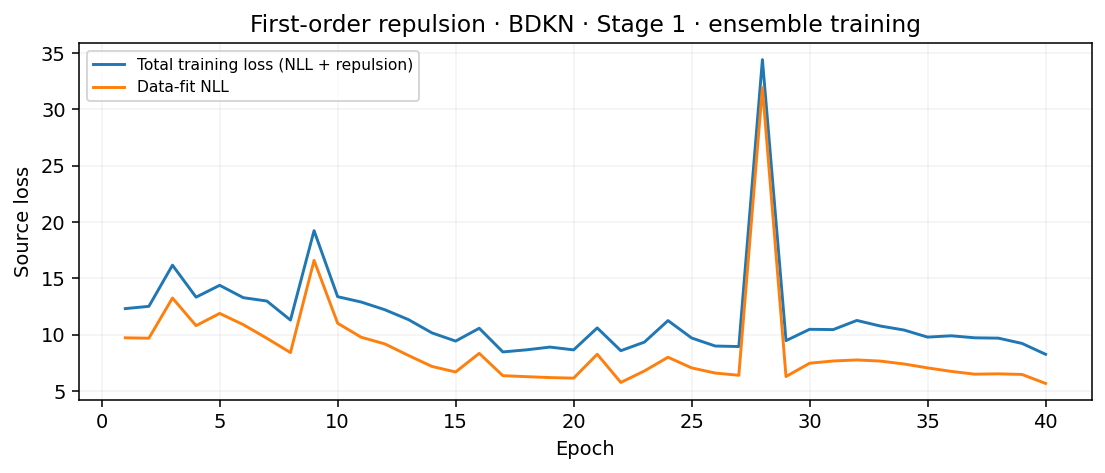 First-order repulsion · BDKN · Stage 1 · ensemble training
Total training loss (NLL + repulsion)
Data-fit NLL
Source loss
35
30
25
20
15
10
5
0 5 10 15 20 25 30 35 40
Epoch